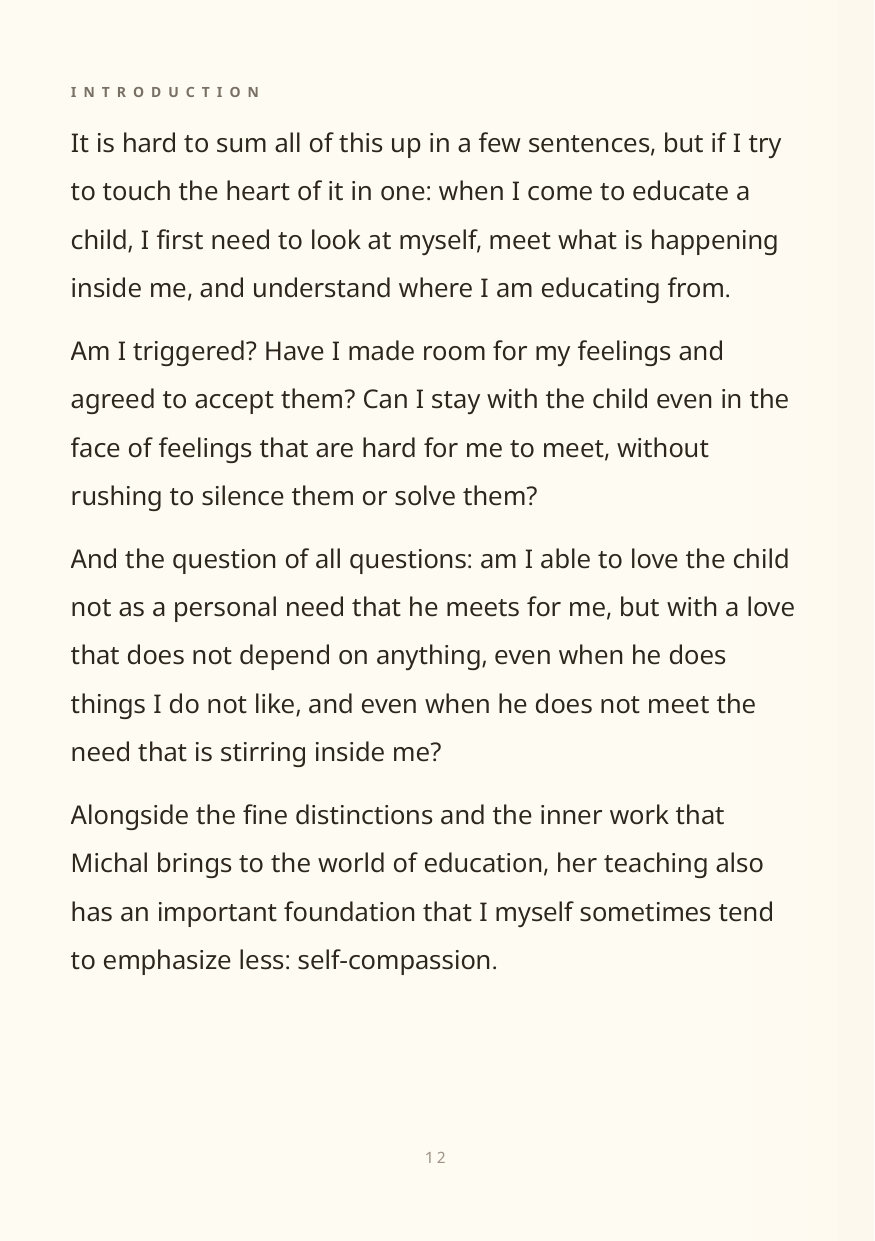 INTRODUCTION
It is hard to sum all of this up in a few sentences, but if I try
to touch the heart of it in one: when I come to educate a
child, I first need to look at myself, meet what is happening
inside me, and understand where I am educating from.
Am I triggered? Have I made room for my feelings and
agreed to accept them? Can I stay with the child even in the
face of feelings that are hard for me to meet, without
rushing to silence them or solve them?
And the question of all questions: am I able to love the child
not as a personal need that he meets for me, but with a love
that does not depend on anything, even when he does
things I do not like, and even when he does not meet the
need that is stirring inside me?
Alongside the fine distinctions and the inner work that
Michal brings to the world of education, her teaching also
has an important foundation that I myself sometimes tend
to emphasize less: self-compassion.
12